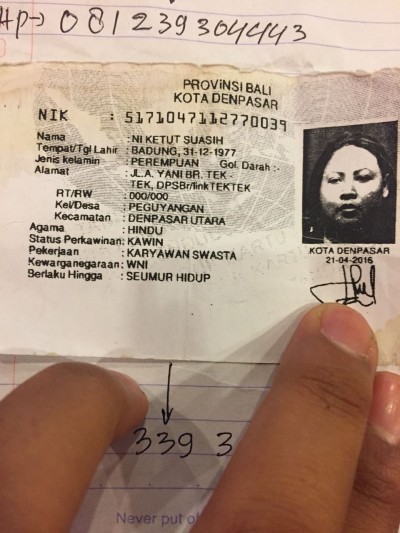 Hp→ 081239304443
PROVINSI BALI
KOTA DENPASAR
NIK : 5171047112770039
Nama : NI KETUT SUASIH
Tempat/Tgl Lahir : BADUNG, 31-12-1977
Jenis kelamin : PEREMPUAN Gol. Darah :-
Alamat : JL.A. YANI BR. TEK -
TEK, DPSBr/linkTEKTEK
RT/RW : 000/000
Kel/Desa : PEGUYANGAN
Kecamatan : DENPASAR UTARA
Agama : HINDU
Status Perkawinan: KAWIN
Pekerjaan : KARYAWAN SWASTA
Kewarganegaraan: WNI
Berlaku Hingga : SEUMUR HIDUP
KOTA DENPASAR
21-04-2016
339 3
Never put